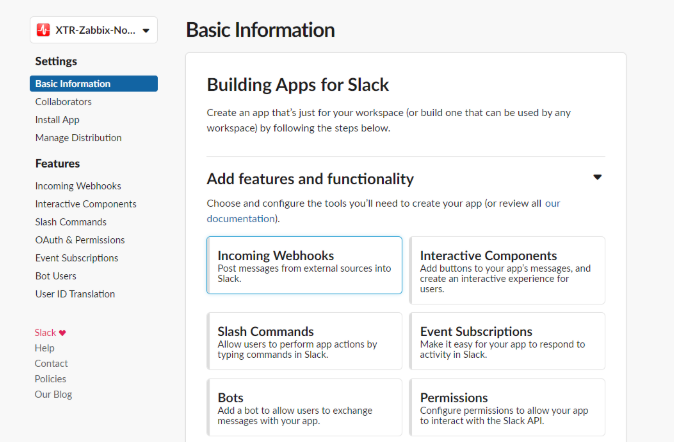 XTR-Zabbix-No...
Settings
Basic Information
Collaborators
Install App
Manage Distribution
Features
Incoming Webhooks
Interactive Components
Slash Commands
OAuth & Permissions
Event Subscriptions
Bot Users
User ID Translation
Slack
Help
Contact
Policies
Our Blog
Basic Information
Building Apps for Slack
Create an app that's just for your workspace (or build one that can be used by any
workspace) by following the steps below.
Add features and functionality
Choose and configure the tools you'll need to create your app (or review all our
documentation).
Incoming Webhooks
Post messages from external sources into
Slack.
Interactive Components
Add buttons to your app's messages, and
create an interactive experience for
users.
Slash Commands
Allow users to perform app actions by
typing commands in Slack.
Event Subscriptions
Make it easy for your app to respond to
activity in Slack.
Bots
Add a bot to allow users to exchange
messages with your app.
Permissions
Configure permissions to allow your app
to interact with the Slack API.